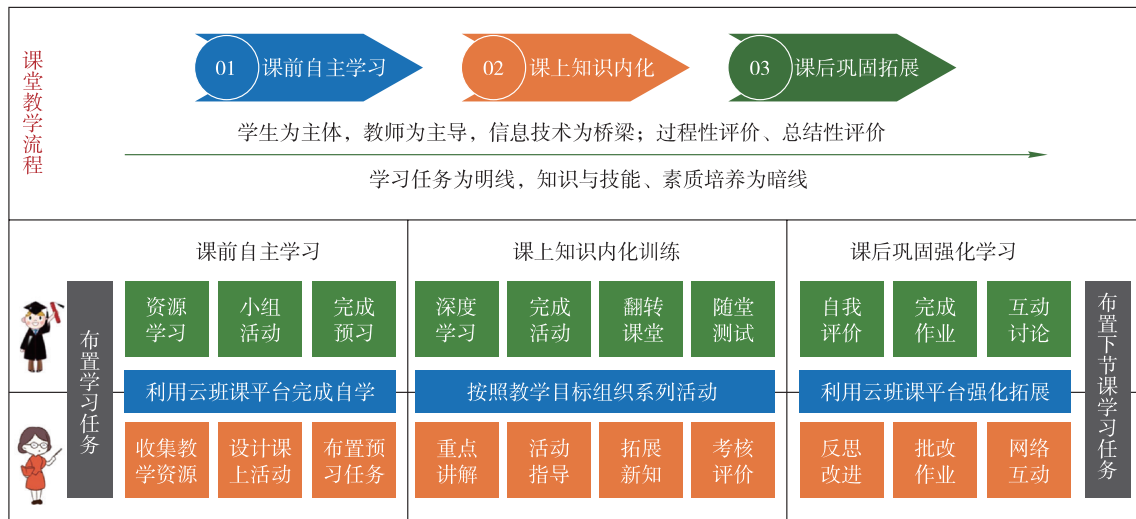 课堂教学流程
01 课前自主学习
02 课上知识内化
03 课后巩固拓展
学生为主体，教师为主导，信息技术为桥梁；过程性评价、总结性评价
学习任务为明线，知识与技能、素质培养为暗线
课前自主学习
课上知识内化训练
课后巩固强化学习
布置学习任务
资源
学习
小组
活动
完成
预习
深度
学习
完成
活动
翻转
课堂
随堂
测试
自我
评价
完成
作业
互动
讨论
利用云班课平台完成自学
按照教学目标组织系列活动
利用云班课平台强化拓展
收集教
学资源
设计课
上活动
布置预
习任务
重点
讲解
活动
指导
拓展
新知
考核
评价
反思
改进
批改
作业
网络
互动
布置下节课学习任务